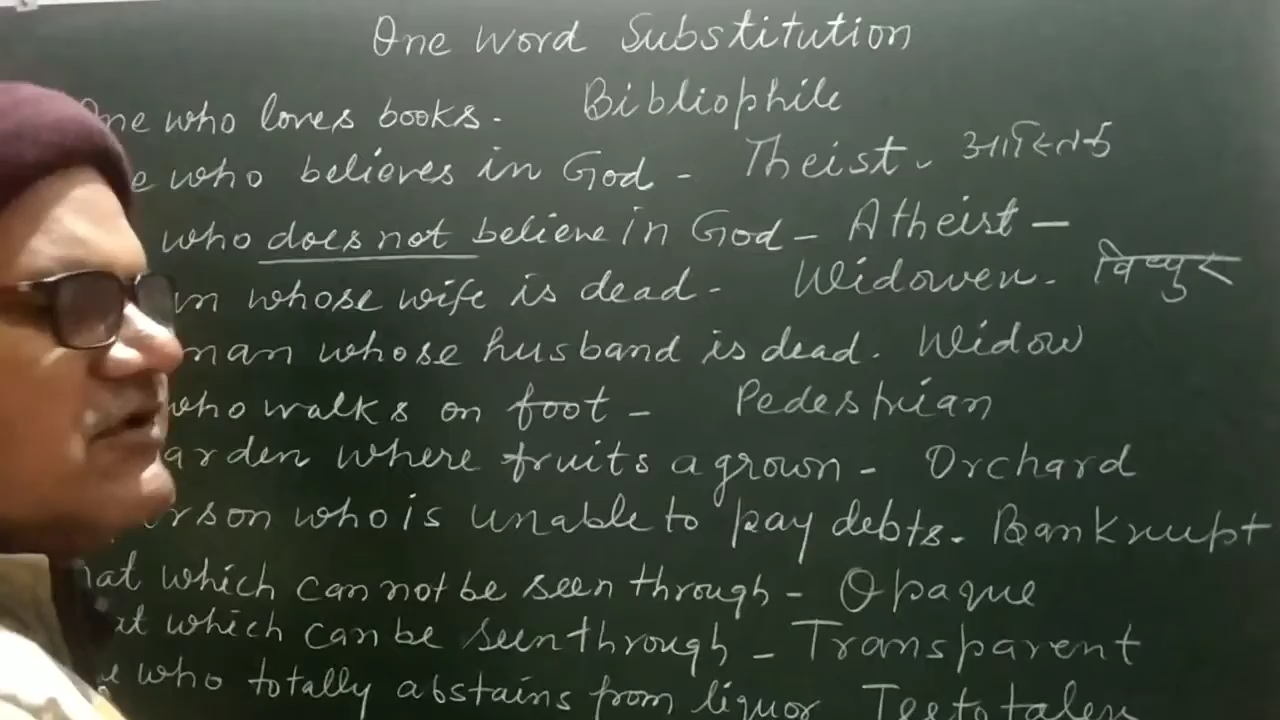 One word Substitution
One who loves books. Bibliophile
e who believes in God - Theist. आस्तिक
who does not believe in God - Atheist -
n whose wife is dead. Widower. विधुर
man whose husband is dead. Widow
who walks on foot - Pedestrian
arden where fruits a grown - Orchard
rson who is unable to pay debts. Bankrupt
hat which can not be seen through - Opaque
at which can be seen through - Transparent
who totally abstains from liquor Teetotaler